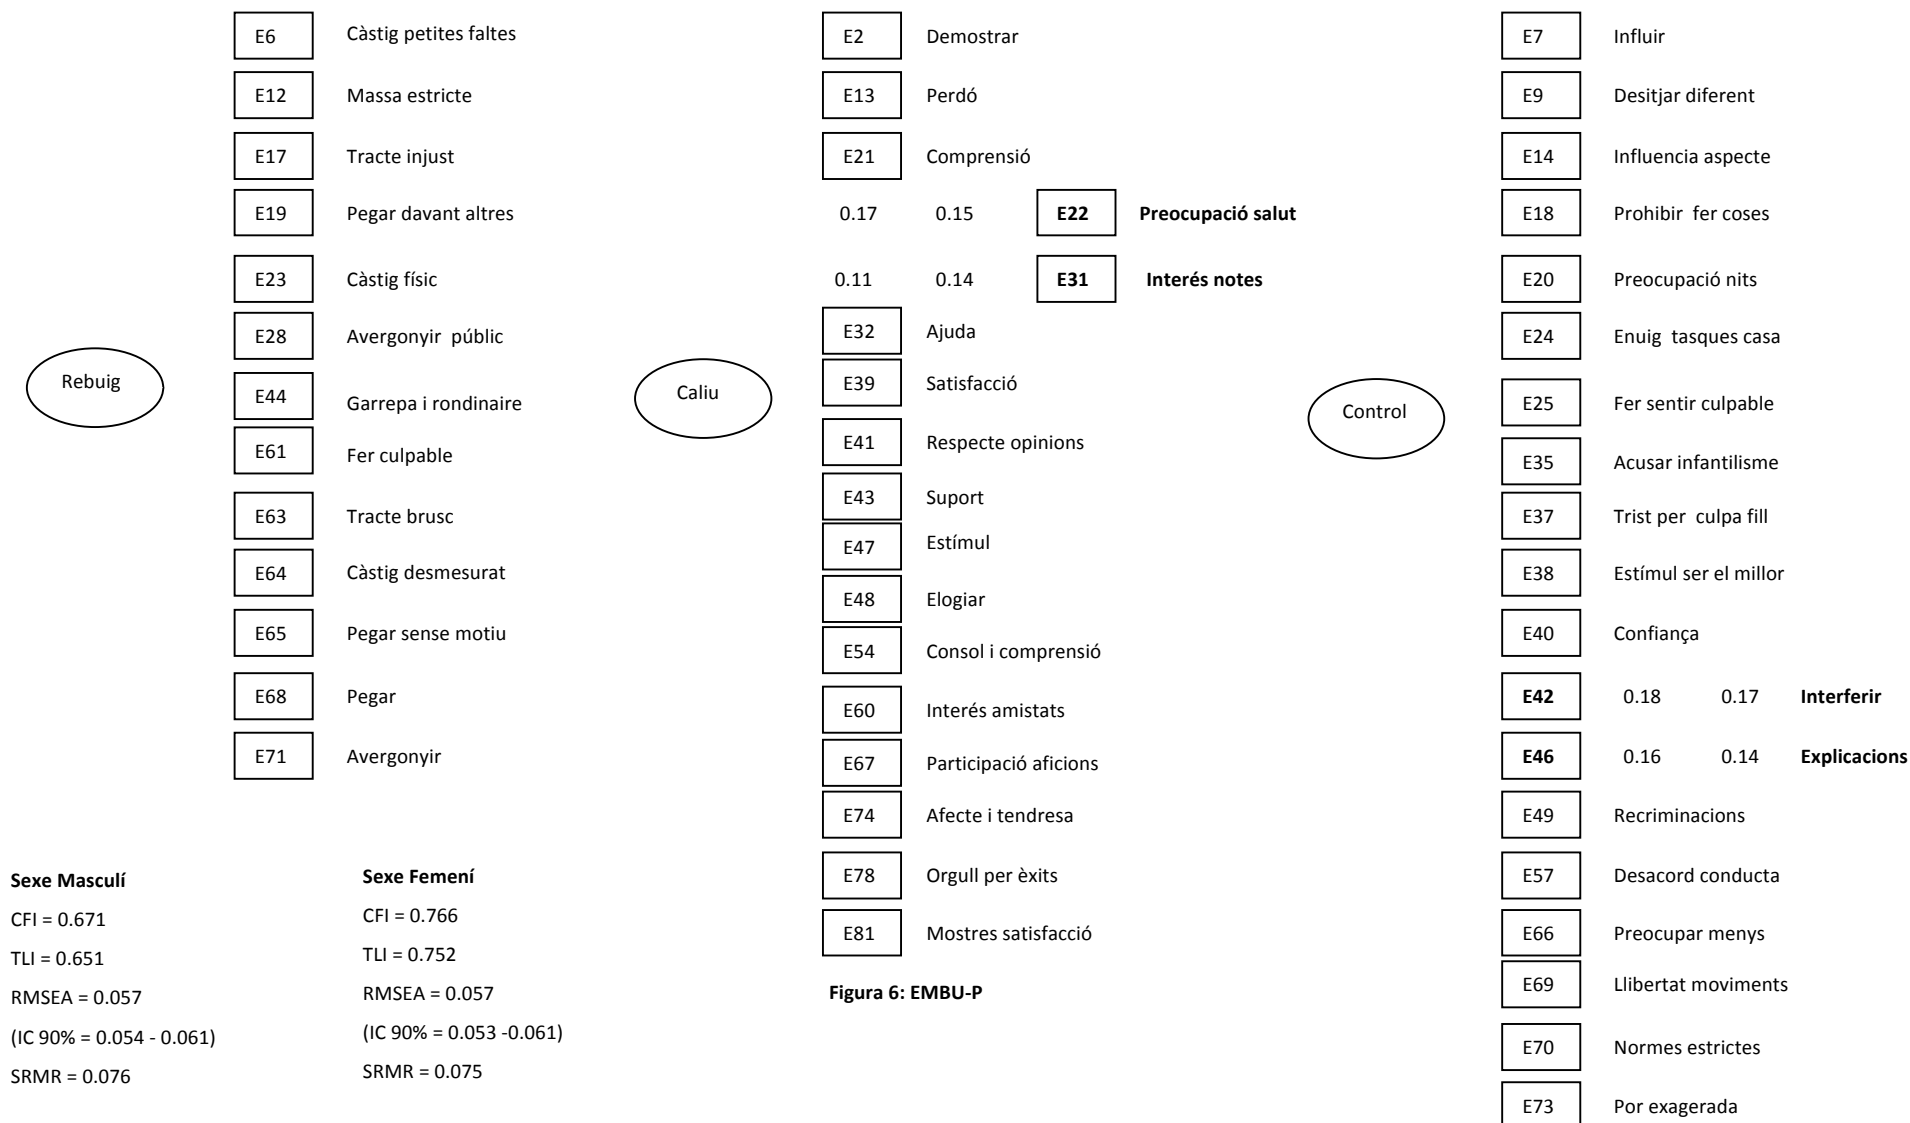 E6 Càstig petites faltes
E12 Massa estricte
E17 Tracte injust
E19 Pegar davant altres
E23 Càstig físic
E28 Avergonyir públic
Rebuig
E44 Garrepa i rondinaire
E61 Fer culpable
E63 Tracte brusc
E64 Càstig desmesurat
E65 Pegar sense motiu
E68 Pegar
E71 Avergonyir
E2 Demostrar
E13 Perdó
E21 Comprensió
0.17 0.15 E22 Preocupació salut
0.11 0.14 E31 Interés notes
E32 Ajuda
E39 Satisfacció
Caliu
E41 Respecte opinions
E43 Suport
E47 Estímul
E48 Elogiar
E54 Consol i comprensió
E60 Interés amistats
E67 Participació aficions
E74 Afecte i tendresa
E78 Orgull per èxits
E81 Mostres satisfacció
E7 Influir
E9 Desitjar diferent
E14 Influencia aspecte
E18 Prohibir fer coses
E20 Preocupació nits
E24 Enuig tasques casa
E25 Fer sentir culpable
Control
E35 Acusar infantilisme
E37 Trist per culpa fill
E38 Estímul ser el millor
E40 Confiança
E42 0.18 0.17 Interferir
E46 0.16 0.14 Explicacions
E49 Recriminacions
E57 Desacord conducta
E66 Preocupar menys
E69 Llibertat moviments
E70 Normes estrictes
E73 Por exagerada
Sexe Masculí
CFI = 0.671
TLI = 0.651
RMSEA = 0.057
(IC 90% = 0.054 - 0.061)
SRMR = 0.076
Sexe Femení
CFI = 0.766
TLI = 0.752
RMSEA = 0.057
(IC 90% = 0.053 -0.061)
SRMR = 0.075
Figura 6: EMBU-P